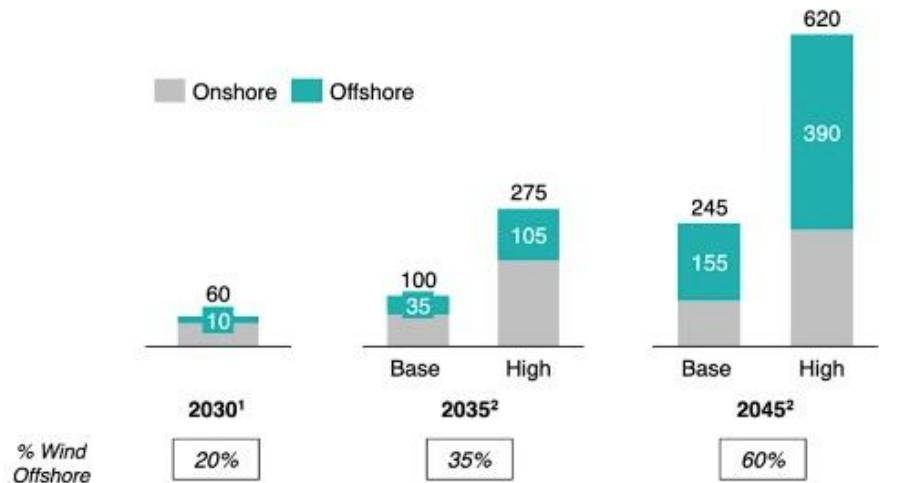 620
Onshore Offshore
390
275
245
105
155
100
60
35
10
Base High Base High
2030¹ 2035² 2045²
% Wind
Offshore
20% 35% 60%